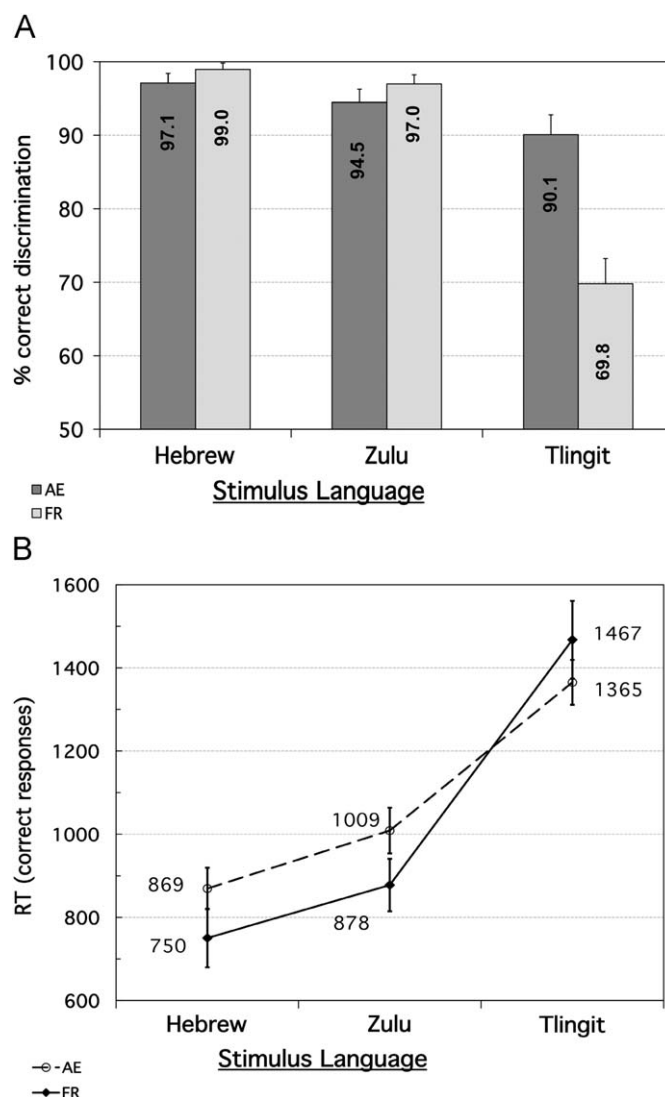 A
% correct discrimination
100
90
80
70
60
50
97.1
99.0
94.5
97.0
90.1
69.8
Hebrew Zulu Tlingit
Stimulus Language
AE
FR
B
RT (correct responses)
1600
1400
1200
1000
800
600
869
750
1009
878
1467
1365
Hebrew Zulu Tlingit
Stimulus Language
AE
FR